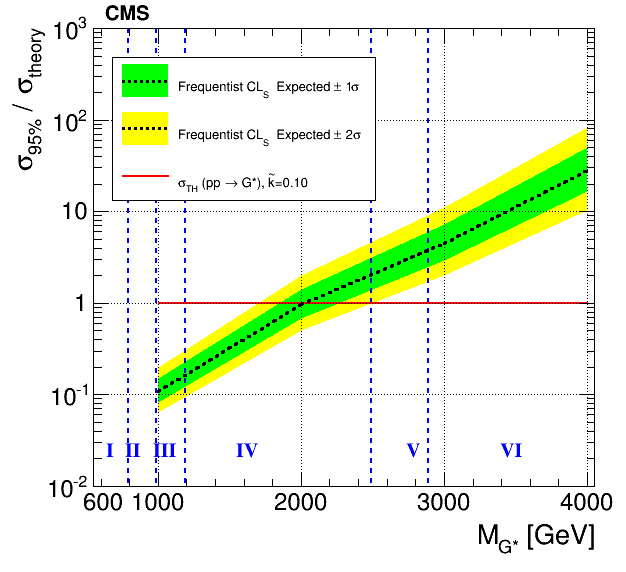 CMS
σ95% / σtheory
10³
10²
10
1
10⁻¹
10⁻²
Frequentist CLS Expected ± 1σ
Frequentist CLS Expected ± 2σ
σTH (pp → G*), k̃=0.10
I II III IV V VI
600 1000 2000 3000 4000
MG* [GeV]